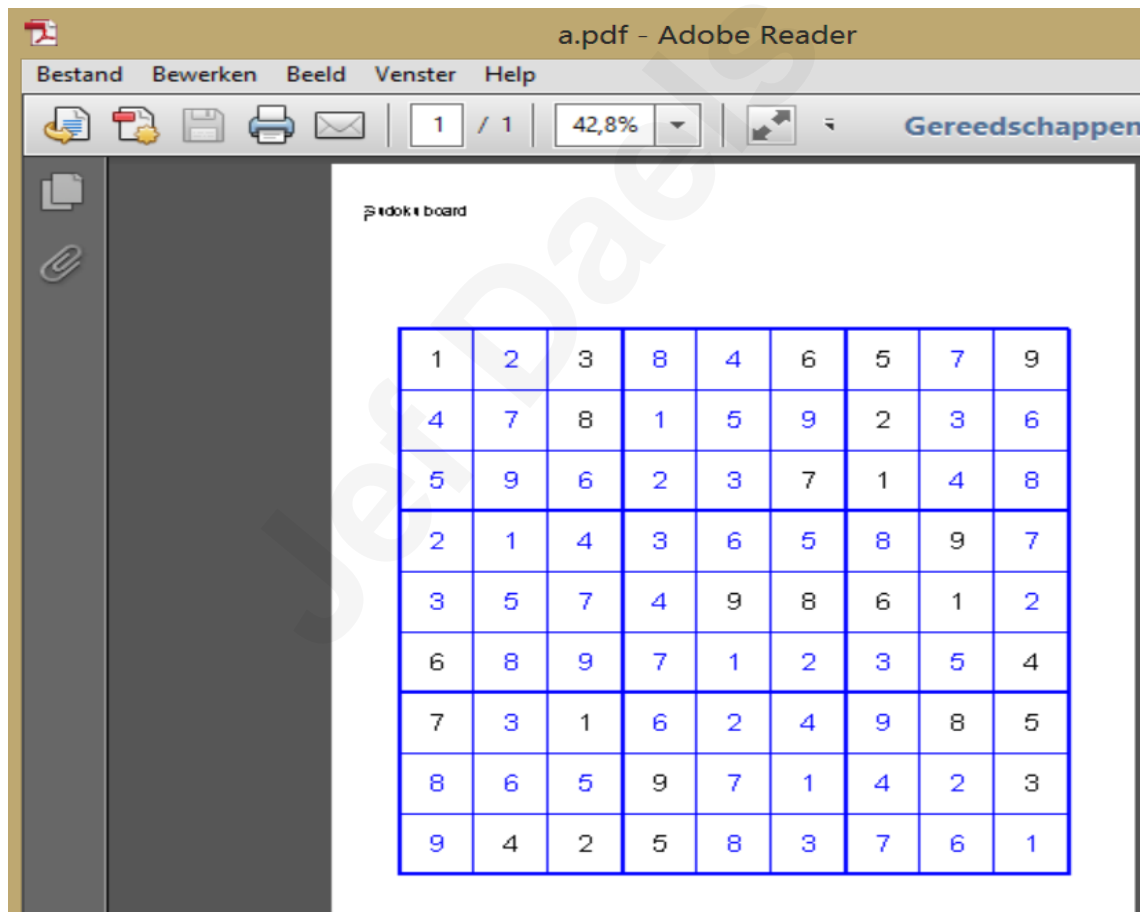 a.pdf - Adobe Reader
Bestand Bewerken Beeld Venster Help
1 / 1 42,8% Gereedschappen
Sudoku board
1 2 3 8 4 6 5 7 9
4 7 8 1 5 9 2 3 6
5 9 6 2 3 7 1 4 8
2 1 4 3 6 5 8 9 7
3 5 7 4 9 8 6 1 2
6 8 9 7 1 2 3 5 4
7 3 1 6 2 4 9 8 5
8 6 5 9 7 1 4 2 3
9 4 2 5 8 3 7 6 1
Jef Daels